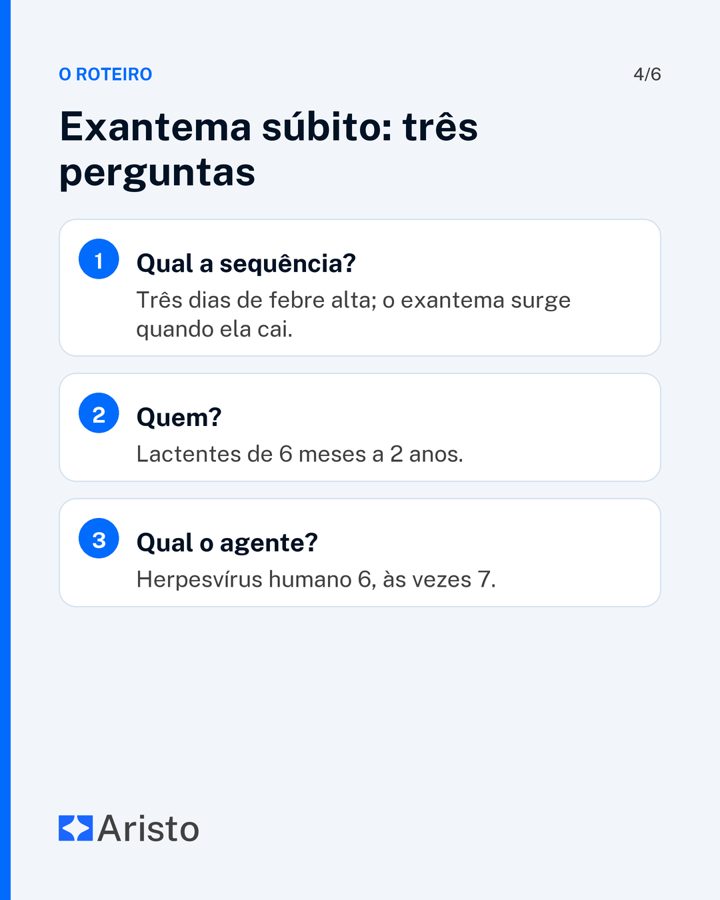 O ROTEIRO
4/6
Exantema súbito: três
perguntas
1
Qual a sequência?
Três dias de febre alta; o exantema surge
quando ela cai.
2
Quem?
Lactentes de 6 meses a 2 anos.
3
Qual o agente?
Herpesvírus humano 6, às vezes 7.
Aristo